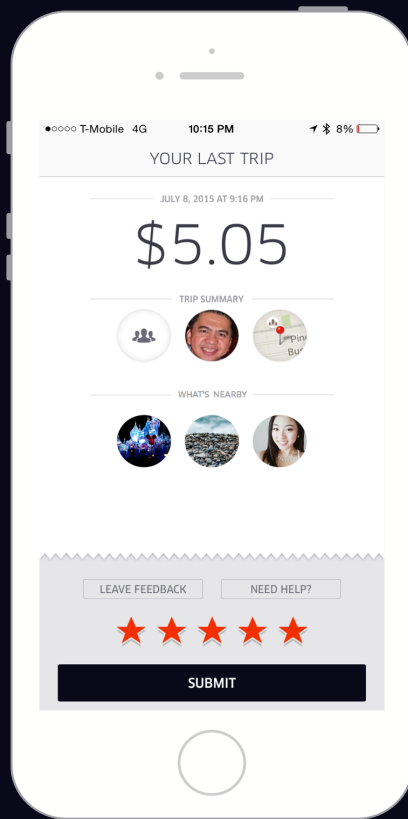 T-Mobile 4G 10:15 PM 8%
YOUR LAST TRIP
JULY 8, 2015 AT 9:16 PM
$5.05
TRIP SUMMARY
WHAT'S NEARBY
LEAVE FEEDBACK NEED HELP?
SUBMIT